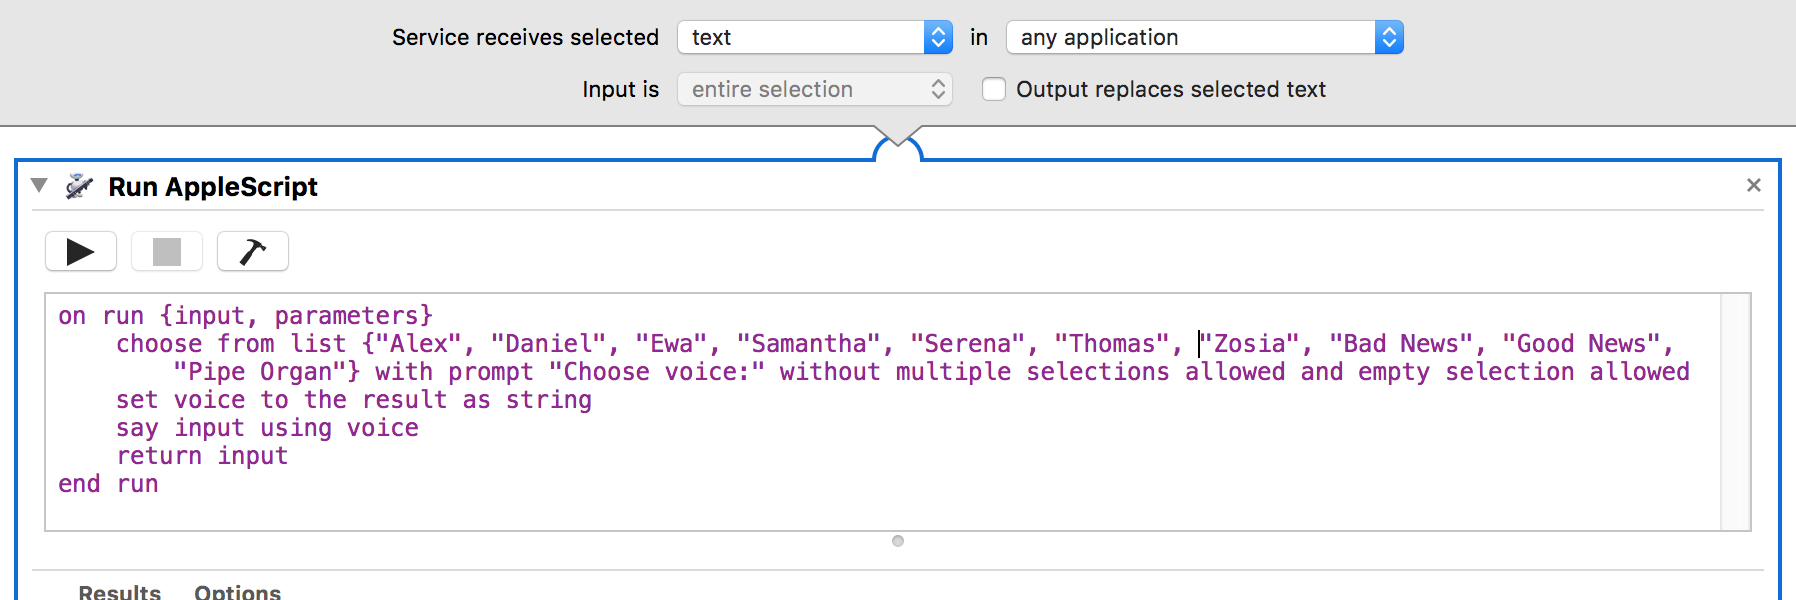 Service receives selected text in any application
Input is entire selection Output replaces selected text
Run AppleScript
on run {input, parameters}
choose from list {"Alex", "Daniel", "Ewa", "Samantha", "Serena", "Thomas", "Zosia", "Bad News", "Good News",
"Pipe Organ"} with prompt "Choose voice:" without multiple selections allowed and empty selection allowed
set voice to the result as string
say input using voice
return input
end run
Results Options